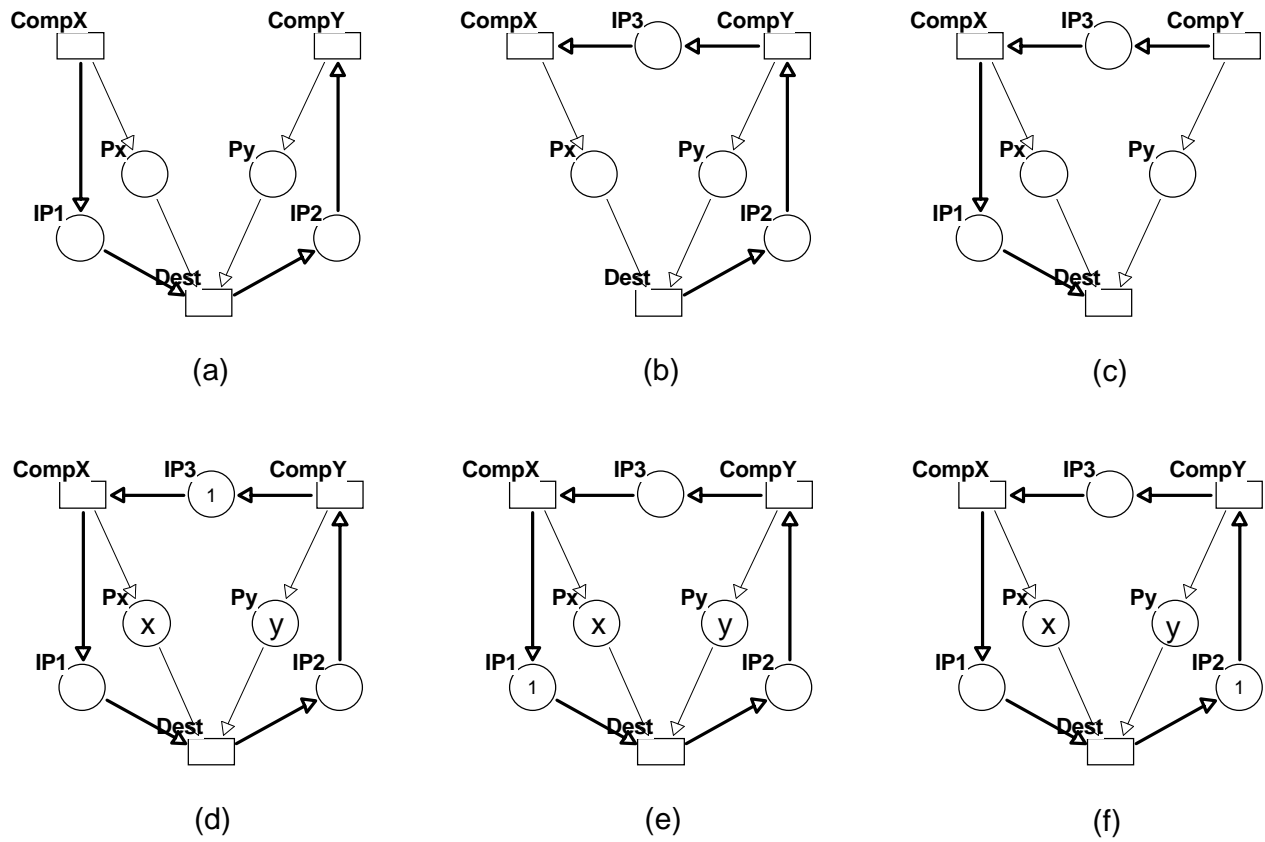 CompX CompY
Px Py
IP1 IP2
Dest
(a)
CompX IP3 CompY
Px Py
IP2
Dest
(b)
CompX IP3 CompY
Px Py
IP1
Dest
(c)
CompX IP3 CompY
1
Px Py
x y
IP1 IP2
Dest
(d)
CompX IP3 CompY
Px Py
x y
IP1 IP2
1
Dest
(e)
CompX IP3 CompY
Px Py
x y
IP1 IP2
1
Dest
(f)